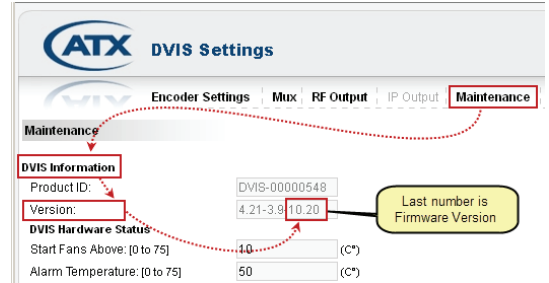 ATX DVIS Settings
Encoder Settings Mux RF Output IP Output Maintenance
Maintenance
DVIS Information
Product ID: DVIS-00000548
Version: 4.21-3.9-10.20
Last number is
Firmware Version
DVIS Hardware Status
Start Fans Above: [0 to 75] 10 (C°)
Alarm Temperature: [0 to 75] 50 (C°)